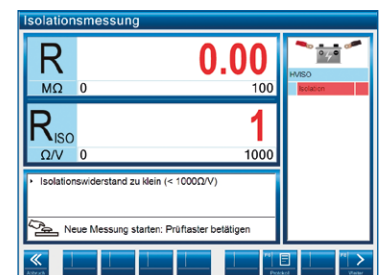 Isolationsmessung
R 0.00
MΩ 0 100
HVISO
Isolation
RISO 1
Ω/V 0 1000
Isolationswiderstand zu klein (< 1000Ω/V)
Neue Messung starten: Prüftaster betätigen